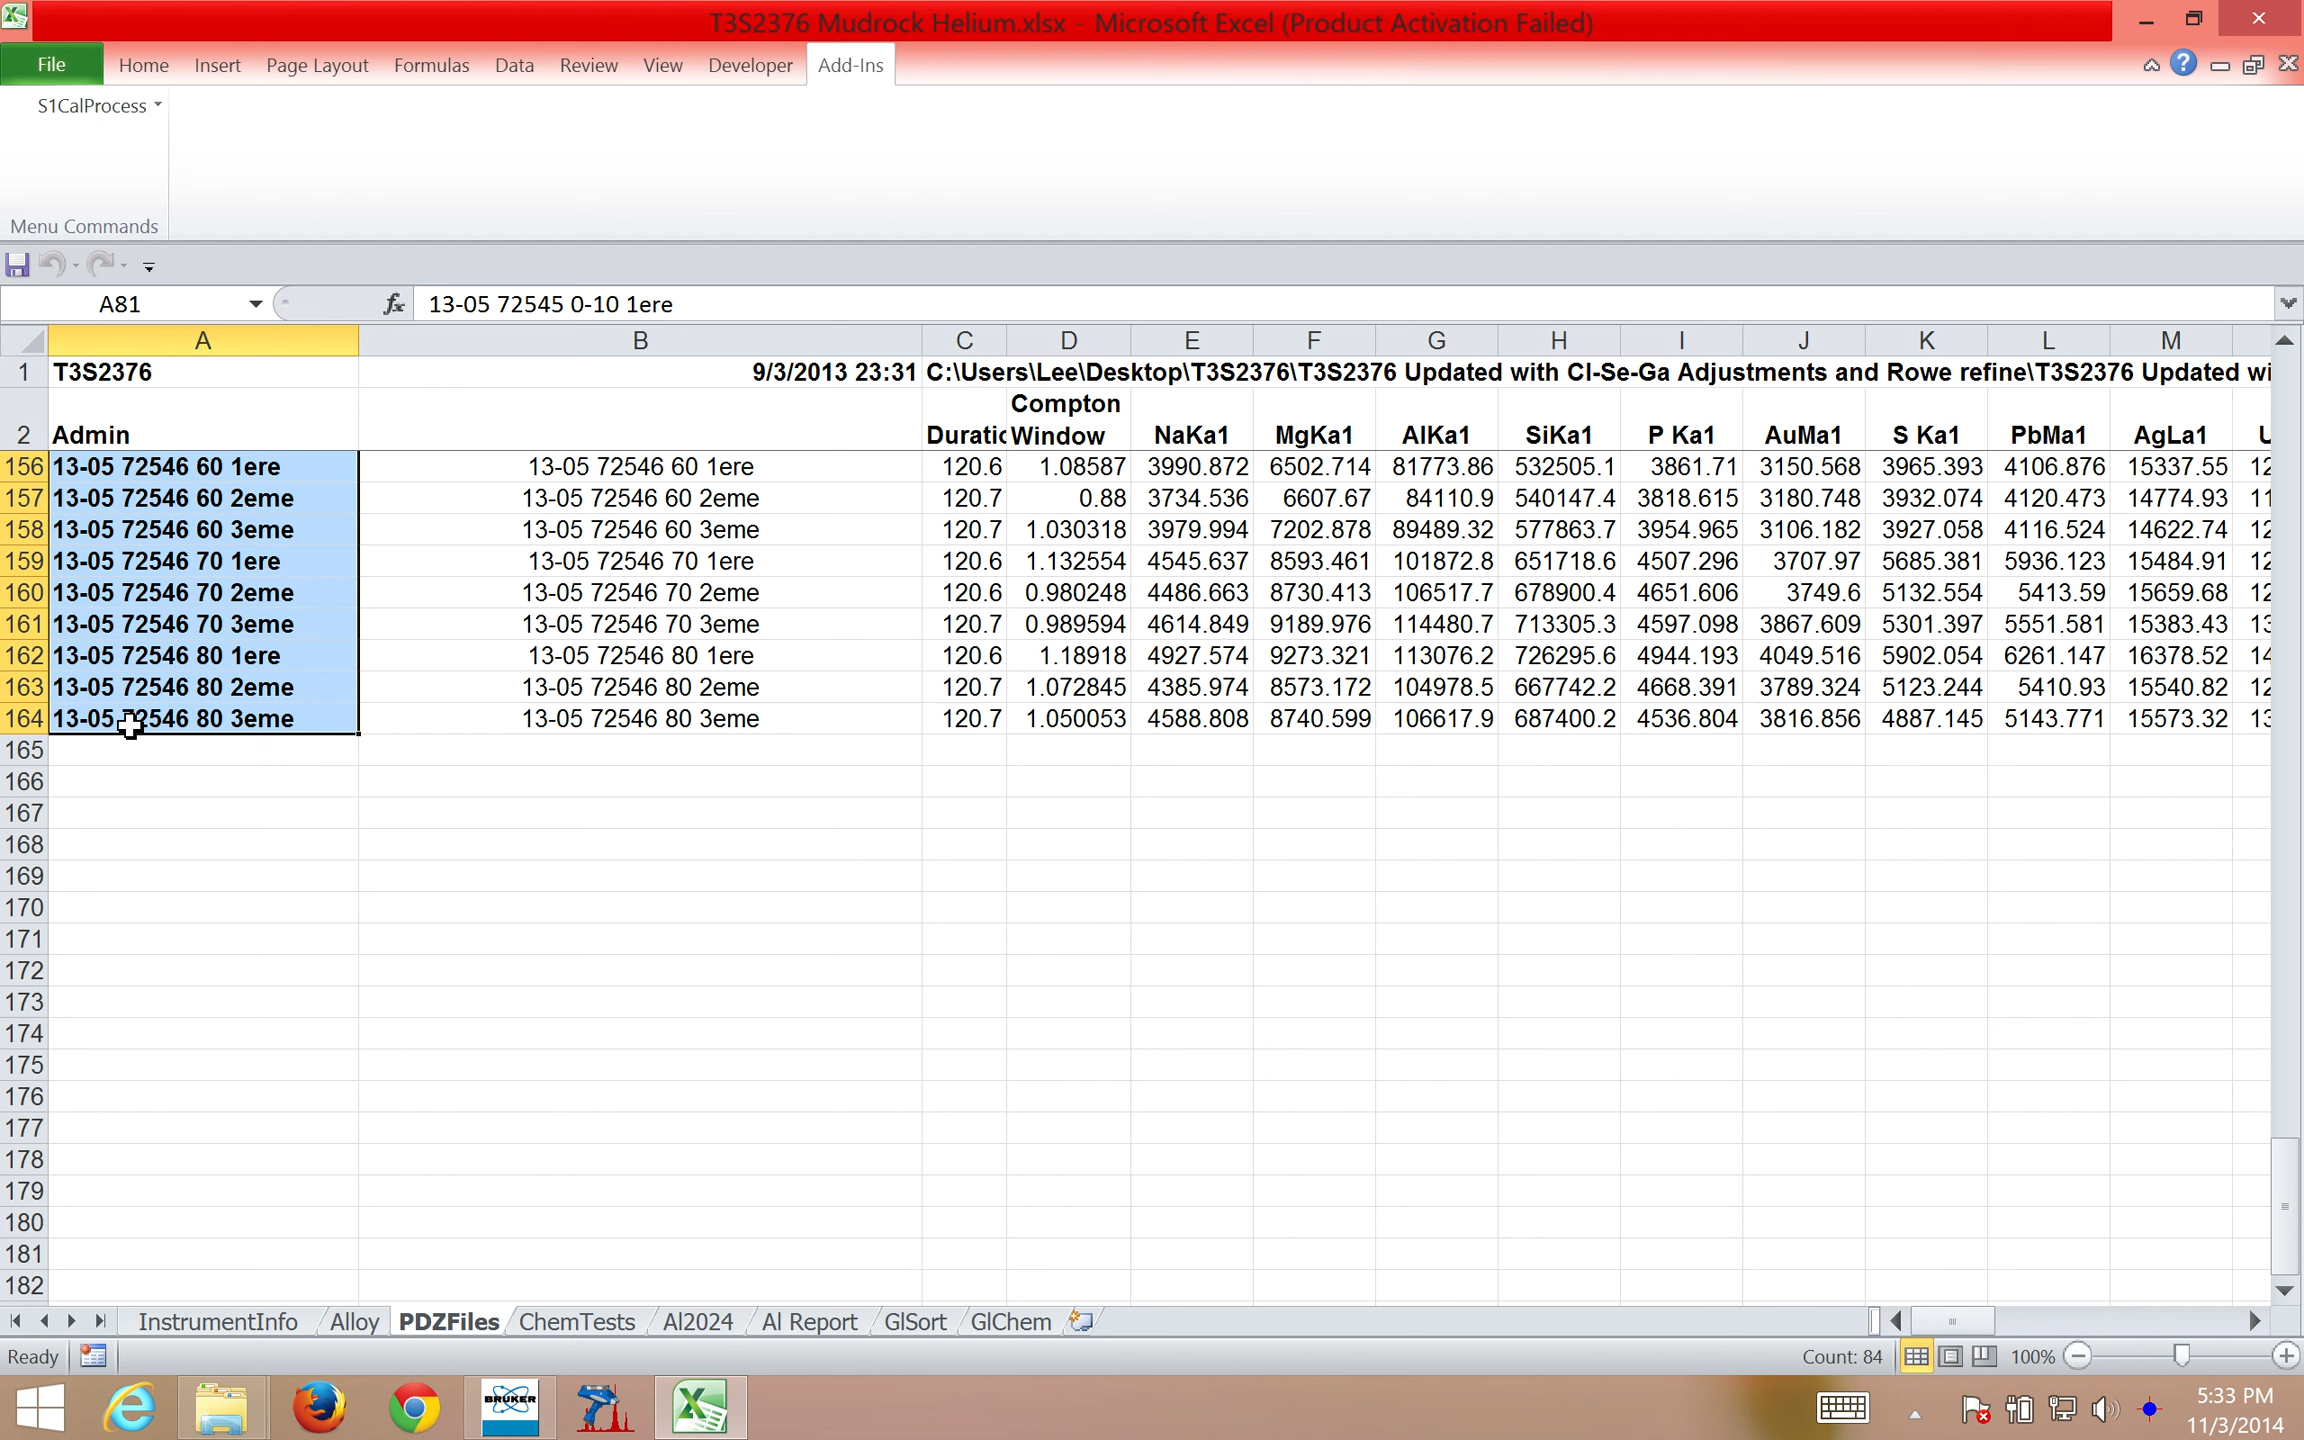 T3S2376 Mudrock Helium.xlsx - Microsoft Excel (Product Activation Failed)
File Home Insert Page Layout Formulas Data Review View Developer Add-Ins
S1CalProcess
Menu Commands
A81 fx 13-05 72545 0-10 1ere
A B C D E F G H I J K L M
1 T3S2376 9/3/2013 23:31 C:\Users\Lee\Desktop\T3S2376\T3S2376 Updated with Cl-Se-Ga Adjustments and Rowe refine\T3S2376 Updated wi
Compton
2 Admin Duratic Window NaKa1 MgKa1 AlKa1 SiKa1 P Ka1 AuMa1 S Ka1 PbMa1 AgLa1
156 13-05 72546 60 1ere 13-05 72546 60 1ere 120.6 1.08587 3990.872 6502.714 81773.86 532505.1 3861.71 3150.568 3965.393 4106.876 15337.55 12
157 13-05 72546 60 2eme 13-05 72546 60 2eme 120.7 0.88 3734.536 6607.67 84110.9 540147.4 3818.615 3180.748 3932.074 4120.473 14774.93 11
158 13-05 72546 60 3eme 13-05 72546 60 3eme 120.7 1.030318 3979.994 7202.878 89489.32 577863.7 3954.965 3106.182 3927.058 4116.524 14622.74 12
159 13-05 72546 70 1ere 13-05 72546 70 1ere 120.6 1.132554 4545.637 8593.461 101872.8 651718.6 4507.296 3707.97 5685.381 5936.123 15484.91 12
160 13-05 72546 70 2eme 13-05 72546 70 2eme 120.6 0.980248 4486.663 8730.413 106517.7 678900.4 4651.606 3749.6 5132.554 5413.59 15659.68 12
161 13-05 72546 70 3eme 13-05 72546 70 3eme 120.7 0.989594 4614.849 9189.976 114480.7 713305.3 4597.098 3867.609 5301.397 5551.581 15383.43 13
162 13-05 72546 80 1ere 13-05 72546 80 1ere 120.6 1.18918 4927.574 9273.321 113076.2 726295.6 4944.193 4049.516 5902.054 6261.147 16378.52 14
163 13-05 72546 80 2eme 13-05 72546 80 2eme 120.7 1.072845 4385.974 8573.172 104978.5 667742.2 4668.391 3789.324 5123.244 5410.93 15540.82 12
164 13-05 72546 80 3eme 13-05 72546 80 3eme 120.7 1.050053 4588.808 8740.599 106617.9 687400.2 4536.804 3816.856 4887.145 5143.771 15573.32 13
165
166
167
168
169
170
171
172
173
174
175
176
177
178
179
180
181
182
InstrumentInfo Alloy PDZFiles ChemTests Al2024 Al Report GlSort GlChem
Ready Count: 84 100%
BRUKER
5:33 PM
11/3/2014